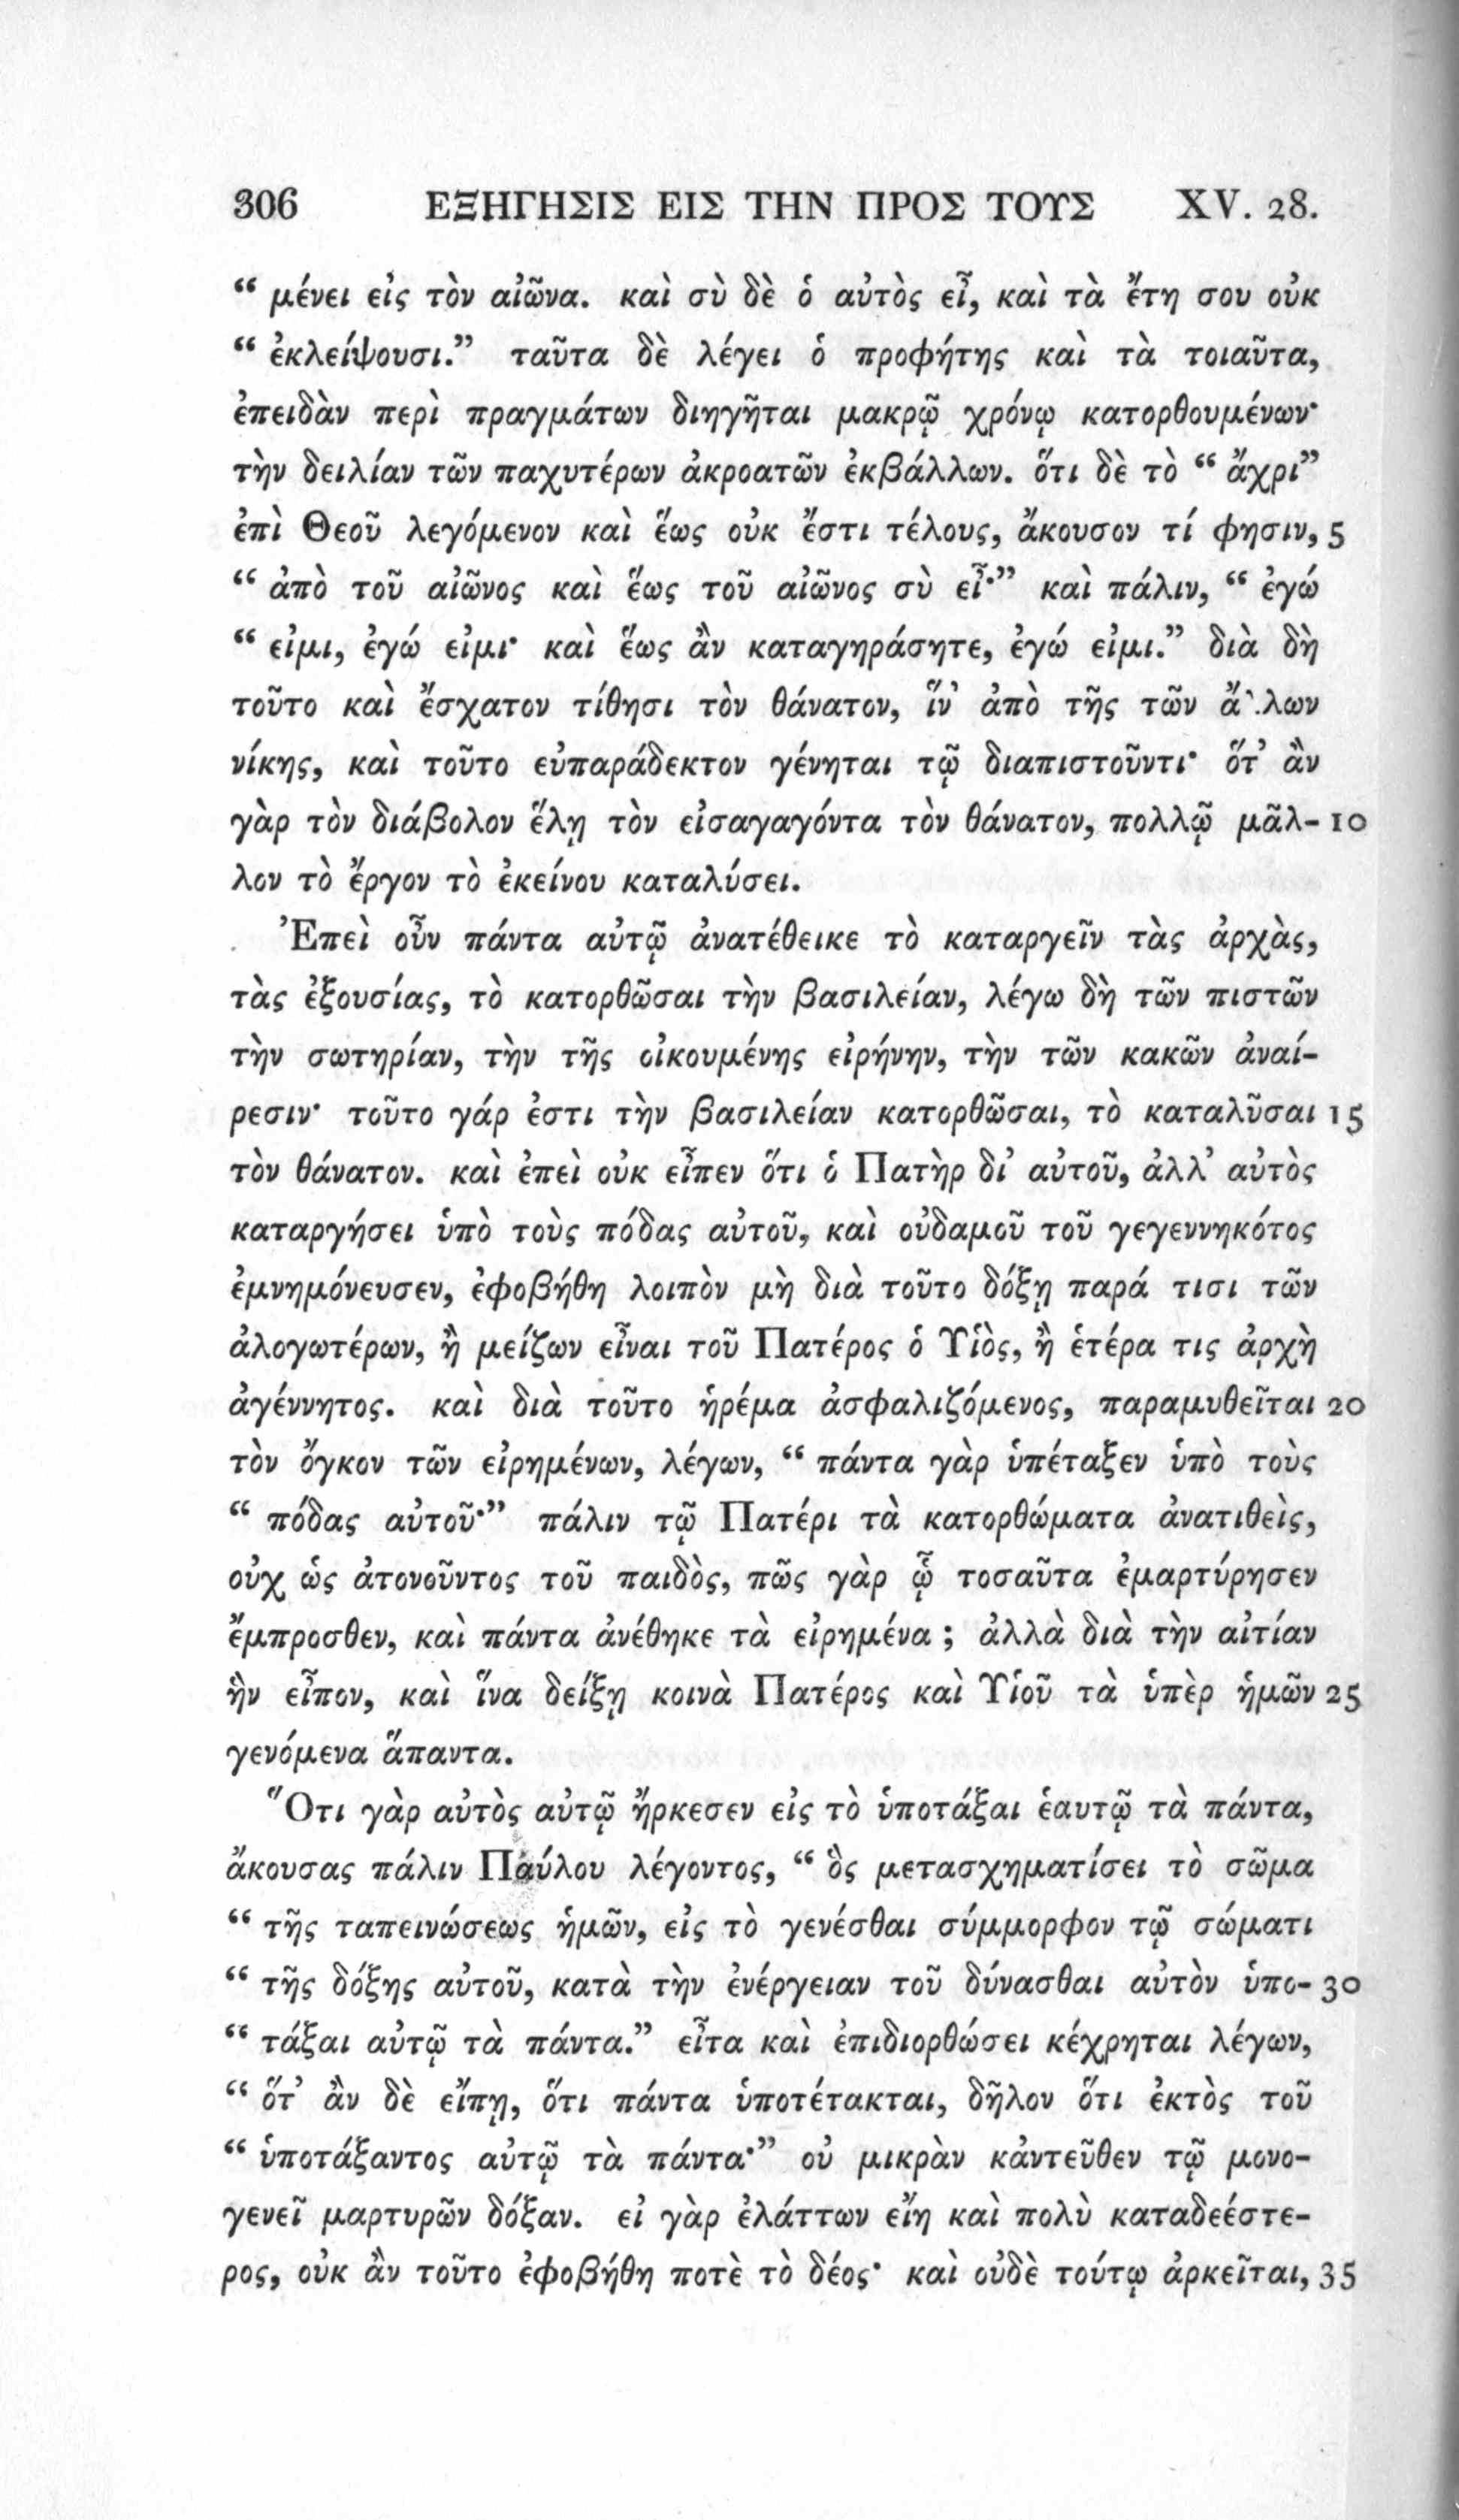 306 ΕΞΗΓΗΣΙΣ ΕΙΣ ΤΗΝ ΠΡΟΣ ΤΟΥΣ XV. 28.
“ μένει εἰς τὸν αἰῶνα. καὶ σὺ δὲ ὁ αὐτὸς εἶ, καὶ τὰ ἔτη σου οὐκ
“ ἐκλείψουσι.” ταῦτα δὲ λέγει ὁ προφήτης καὶ τὰ τοιαῦτα,
ἐπειδὰν περὶ πραγμάτων διηγῆται μακρῷ χρόνῳ κατορθουμένων·
τὴν δειλίαν τῶν παχυτέρων ἀκροατῶν ἐκβάλλων. ὅτι δὲ τὸ “ ἄχρι”
ἐπὶ Θεοῦ λεγόμενον καὶ ἕως οὐκ ἔστι τέλους, ἄκουσον τί φησιν, 5
“ ἀπὸ τοῦ αἰῶνος καὶ ἕως τοῦ αἰῶνος σὺ εἶ·” καὶ πάλιν, “ ἐγώ
“ εἰμι, ἐγώ εἰμι· καὶ ἕως ἂν καταγηράσητε, ἐγώ εἰμι.” διὰ δὴ
τοῦτο καὶ ἔσχατον τίθησι τὸν θάνατον, ἵν’ ἀπὸ τῆς τῶν ἄλλων
νίκης, καὶ τοῦτο εὐπαράδεκτον γένηται τῷ διαπιστοῦντι· ὅτ’ ἂν
γὰρ τὸν διάβολον ἕλῃ τὸν εἰσαγαγόντα τὸν θάνατον, πολλῷ μᾶλ- 10
λον τὸ ἔργον τὸ ἐκείνου καταλύσει.
Ἐπεὶ οὖν πάντα αὐτῷ ἀνατέθεικε τὸ καταργεῖν τὰς ἀρχὰς,
τὰς ἐξουσίας, τὸ κατορθῶσαι τὴν βασιλείαν, λέγω δὴ τῶν πιστῶν
τὴν σωτηρίαν, τὴν τῆς οἰκουμένης εἰρήνην, τὴν τῶν κακῶν ἀναί-
ρεσιν· τοῦτο γάρ ἐστι τὴν βασιλείαν κατορθῶσαι, τὸ καταλῦσαι 15
τὸν θάνατον. καὶ ἐπεὶ οὐκ εἶπεν ὅτι ὁ Πατὴρ δι’ αὐτοῦ, ἀλλ’ αὐτὸς
καταργήσει ὑπὸ τοὺς πόδας αὐτοῦ, καὶ οὐδαμοῦ τοῦ γεγεννηκότος
ἐμνημόνευσεν, ἐφοβήθη λοιπὸν μὴ διὰ τοῦτο δόξῃ παρά τισι τῶν
ἀλογωτέρων, ἢ μείζων εἶναι τοῦ Πατέρος ὁ Υἱὸς, ἢ ἑτέρα τις ἀρχὴ
ἀγέννητος. καὶ διὰ τοῦτο ἠρέμα ἀσφαλιζόμενος, παραμυθεῖται 20
τὸν ὄγκον τῶν εἰρημένων, λέγων, “ πάντα γὰρ ὑπέταξεν ὑπὸ τοὺς
“ πόδας αὐτοῦ·” πάλιν τῷ Πατέρι τὰ κατορθώματα ἀνατιθεὶς,
οὐχ ὡς ἀτονοῦντος τοῦ παιδὸς, πῶς γὰρ ᾧ τοσαῦτα ἐμαρτύρησεν
ἔμπροσθεν, καὶ πάντα ἀνέθηκε τὰ εἰρημένα ; ἀλλὰ διὰ τὴν αἰτίαν
ἣν εἶπον, καὶ ἵνα δείξῃ κοινὰ Πατέρος καὶ Υἱοῦ τὰ ὑπὲρ ἡμῶν 25
γενόμενα ἅπαντα.
Ὅτι γὰρ αὐτὸς αὐτῷ ἤρκεσεν εἰς τὸ ὑποτάξαι ἑαυτῷ τὰ πάντα,
ἄκουσας πάλιν Παύλου λέγοντος, “ ὃς μετασχηματίσει τὸ σῶμα
“ τῆς ταπεινώσεως ἡμῶν, εἰς τὸ γενέσθαι σύμμορφον τῷ σώματι
“ τῆς δόξης αὐτοῦ, κατὰ τὴν ἐνέργειαν τοῦ δύνασθαι αὐτὸν ὑπο- 30
“ τάξαι αὐτῷ τὰ πάντα.” εἶτα καὶ ἐπιδιορθώσει κέχρηται λέγων,
“ ὅτ’ ἂν δὲ εἴπῃ, ὅτι πάντα ὑποτέτακται, δῆλον ὅτι ἐκτὸς τοῦ
“ ὑποτάξαντος αὐτῷ τὰ πάντα·” οὐ μικρὰν κἀντεῦθεν τῷ μονο-
γενεῖ μαρτυρῶν δόξαν. εἰ γὰρ ἐλάττων εἴη καὶ πολὺ καταδεέστε-
ρος, οὐκ ἂν τοῦτο ἐφοβήθη ποτὲ τὸ δέος· καὶ οὐδὲ τούτῳ ἀρκεῖται, 35